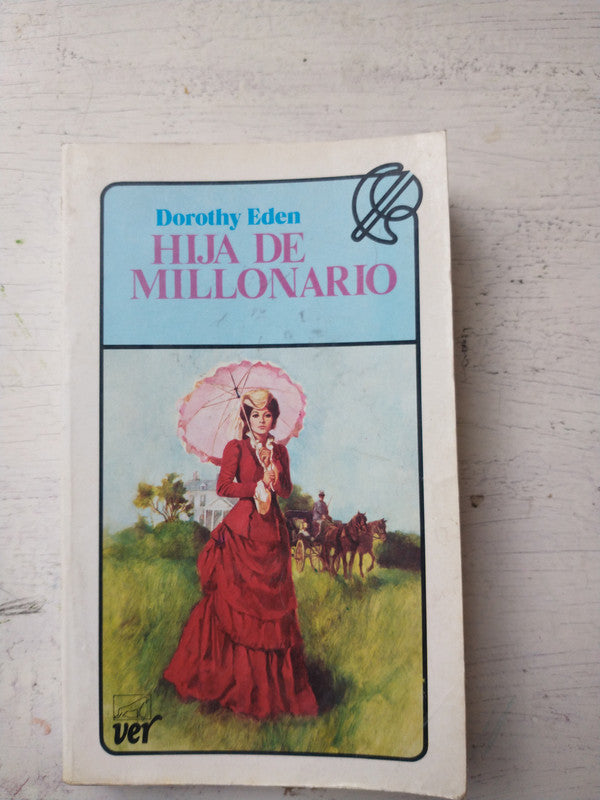 Dorothy Eden
HIJA DE
MILLONARIO
ver